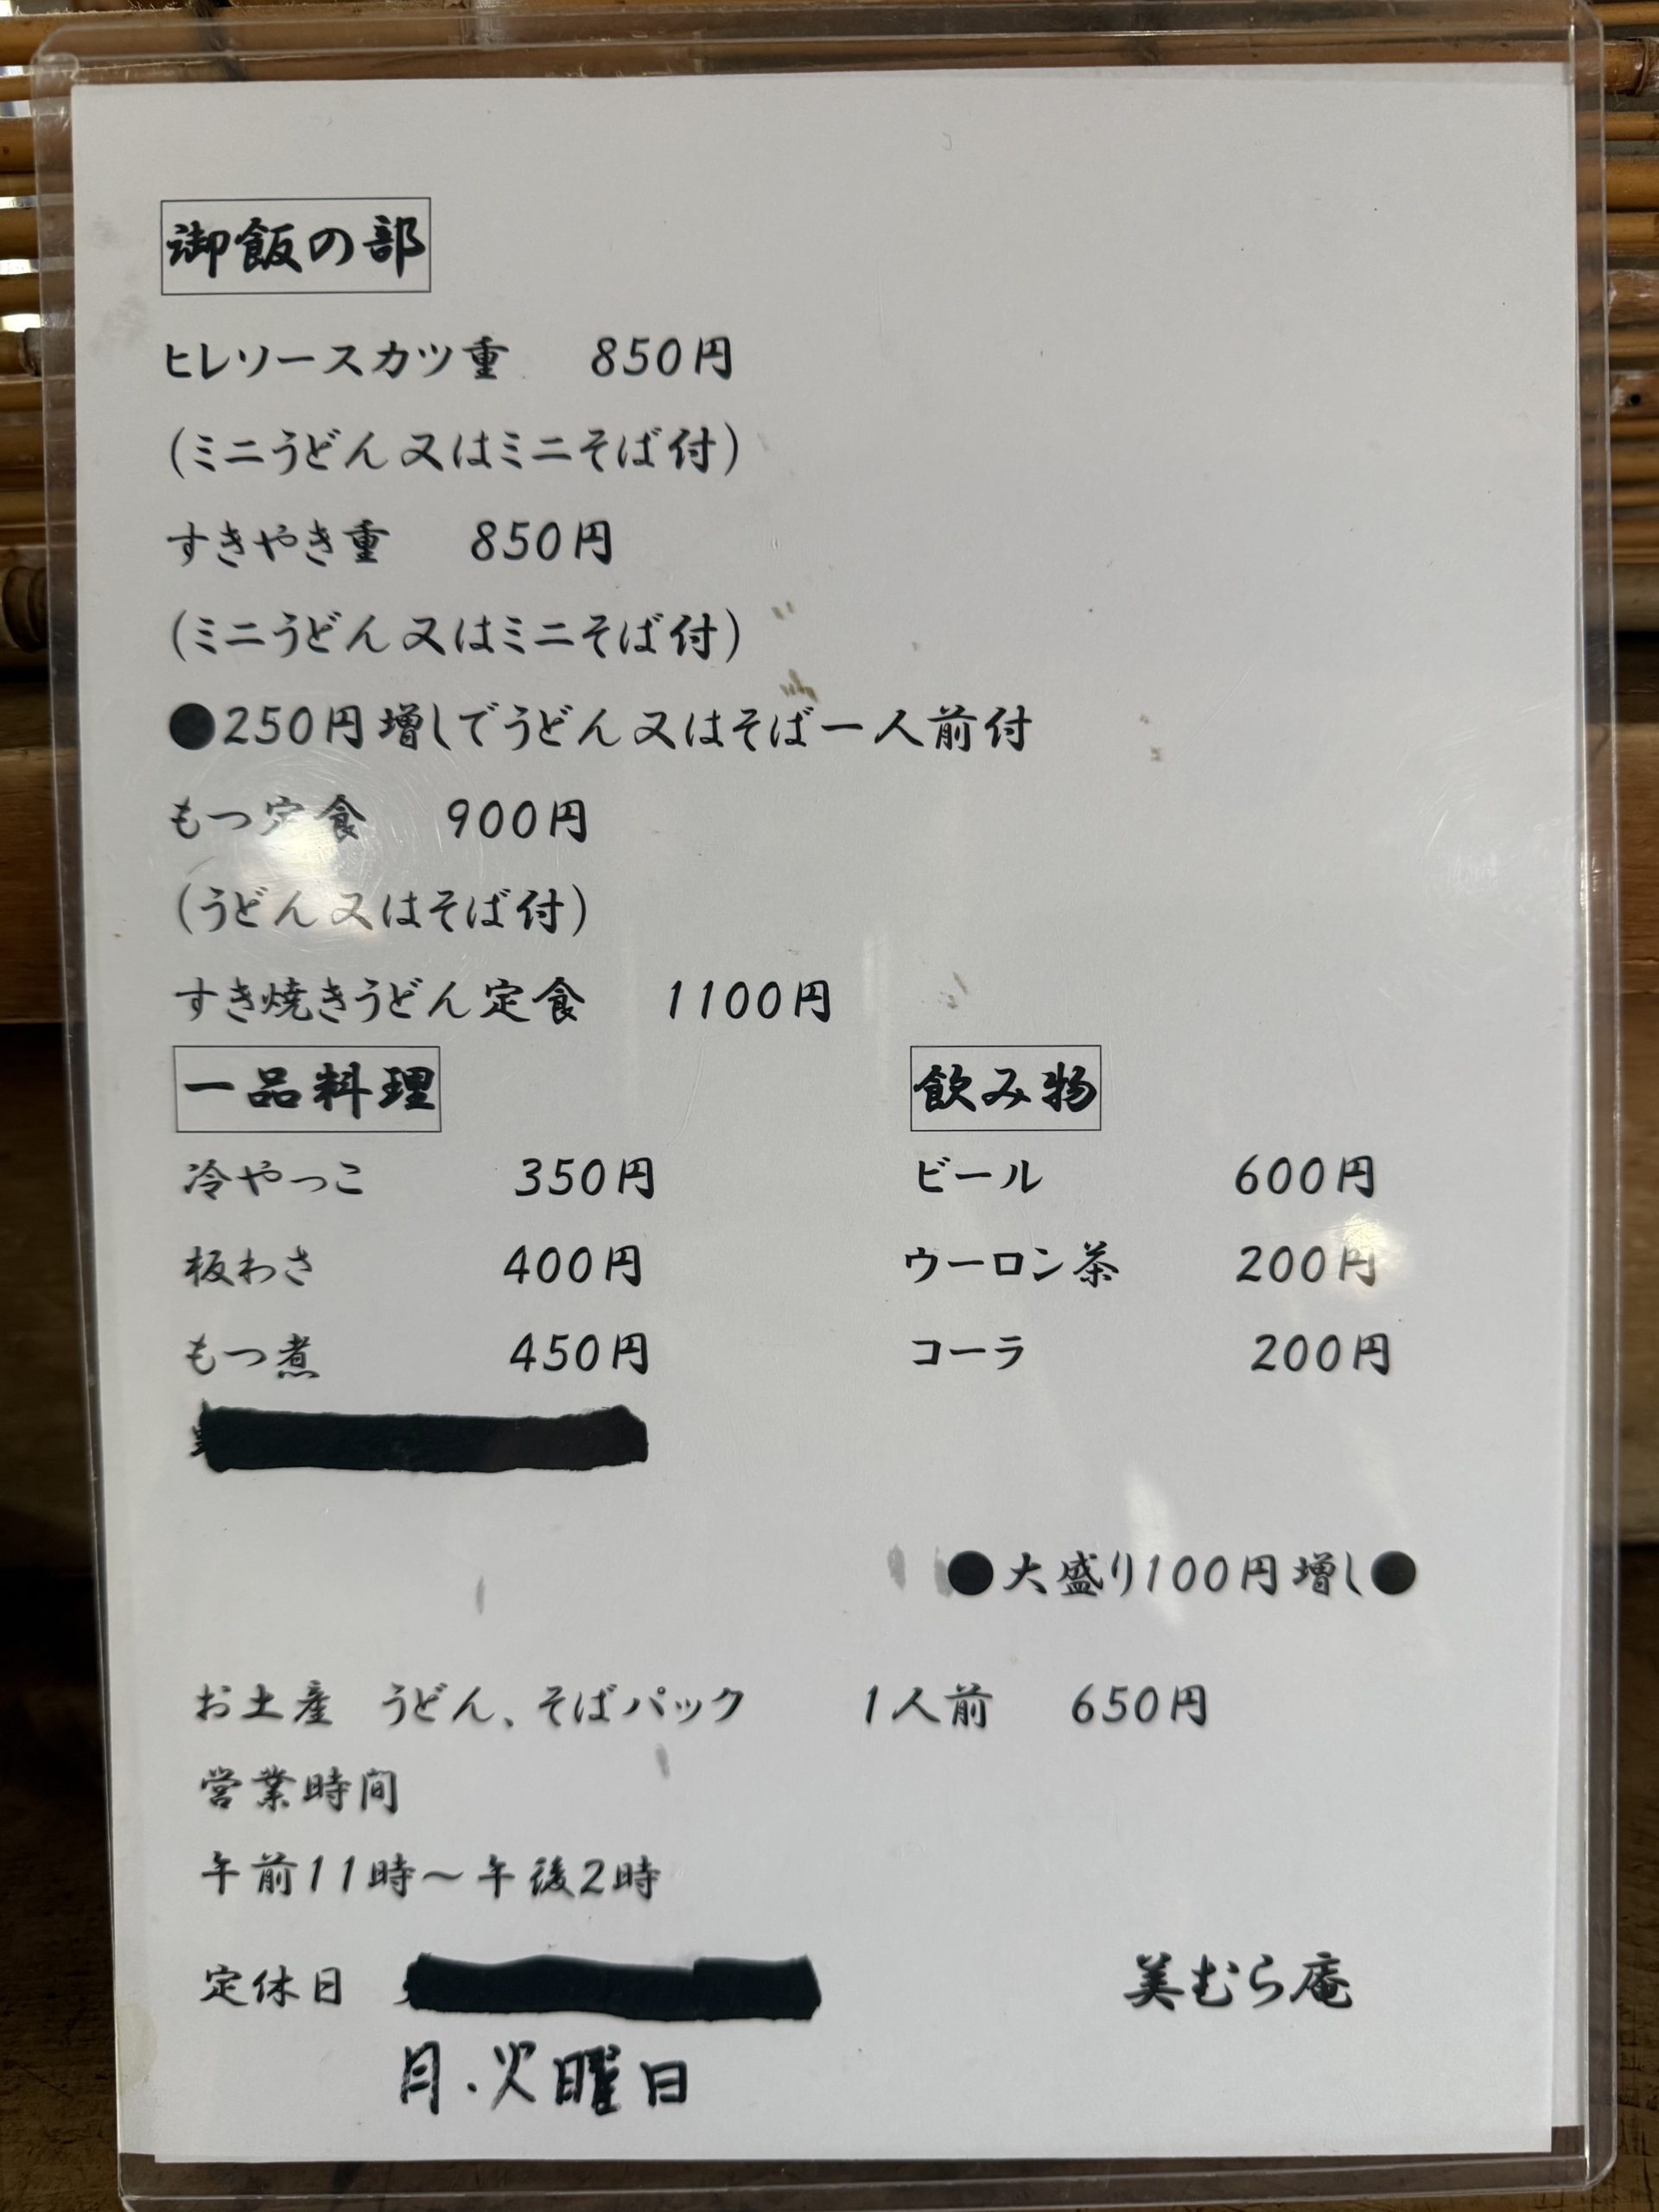 御飯の部
ヒレソースカツ重 850円
(ミニうどん又はミニそば付)
すきやき重 850円
(ミニうどん又はミニそば付)
●250円増しでうどん又はそば一人前付
もつ定食 900円
(うどん又はそば付)
すき焼きうどん定食 1100円
一品料理
冷やっこ 350円
板わさ 400円
もつ煮 450円
飲み物
ビール 600円
ウーロン茶 200円
コーラ 200円
●大盛り100円増し●
お土産 うどん、そばパック 1人前 650円
営業時間
午前11時～午後2時
定休日
月.火曜日
美むら庵